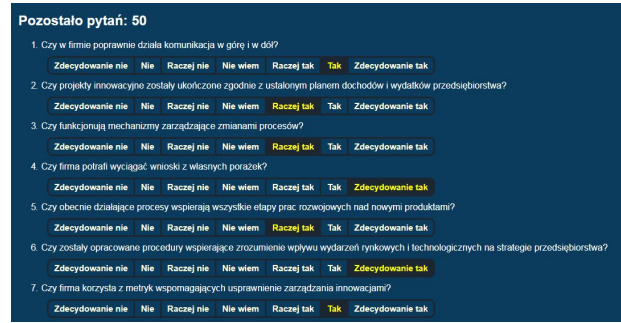 Pozostało pytań: 50
1. Czy w firmie poprawnie działa komunikacja w górę i w dół?
Zdecydowanie nie Nie Raczej nie Nie wiem Raczej tak Tak Zdecydowanie tak
2. Czy projekty innowacyjne zostały ukończone zgodnie z ustalonym planem dochodów i wydatków przedsiębiorstwa?
Zdecydowanie nie Nie Raczej nie Nie wiem Raczej tak Tak Zdecydowanie tak
3. Czy funkcjonują mechanizmy zarządzające zmianami procesów?
Zdecydowanie nie Nie Raczej nie Nie wiem Raczej tak Tak Zdecydowanie tak
4. Czy firma potrafi wyciągać wnioski z własnych porażek?
Zdecydowanie nie Nie Raczej nie Nie wiem Raczej tak Tak Zdecydowanie tak
5. Czy obecnie działające procesy wspierają wszystkie etapy prac rozwojowych nad nowymi produktami?
Zdecydowanie nie Nie Raczej nie Nie wiem Raczej tak Tak Zdecydowanie tak
6. Czy zostały opracowane procedury wspierające zrozumienie wpływu wydarzeń rynkowych i technologicznych na strategie przedsiębiorstwa?
Zdecydowanie nie Nie Raczej nie Nie wiem Raczej tak Tak Zdecydowanie tak
7. Czy firma korzysta z metryk wspomagających usprawnienie zarządzania innowacjami?
Zdecydowanie nie Nie Raczej nie Nie wiem Raczej tak Tak Zdecydowanie tak